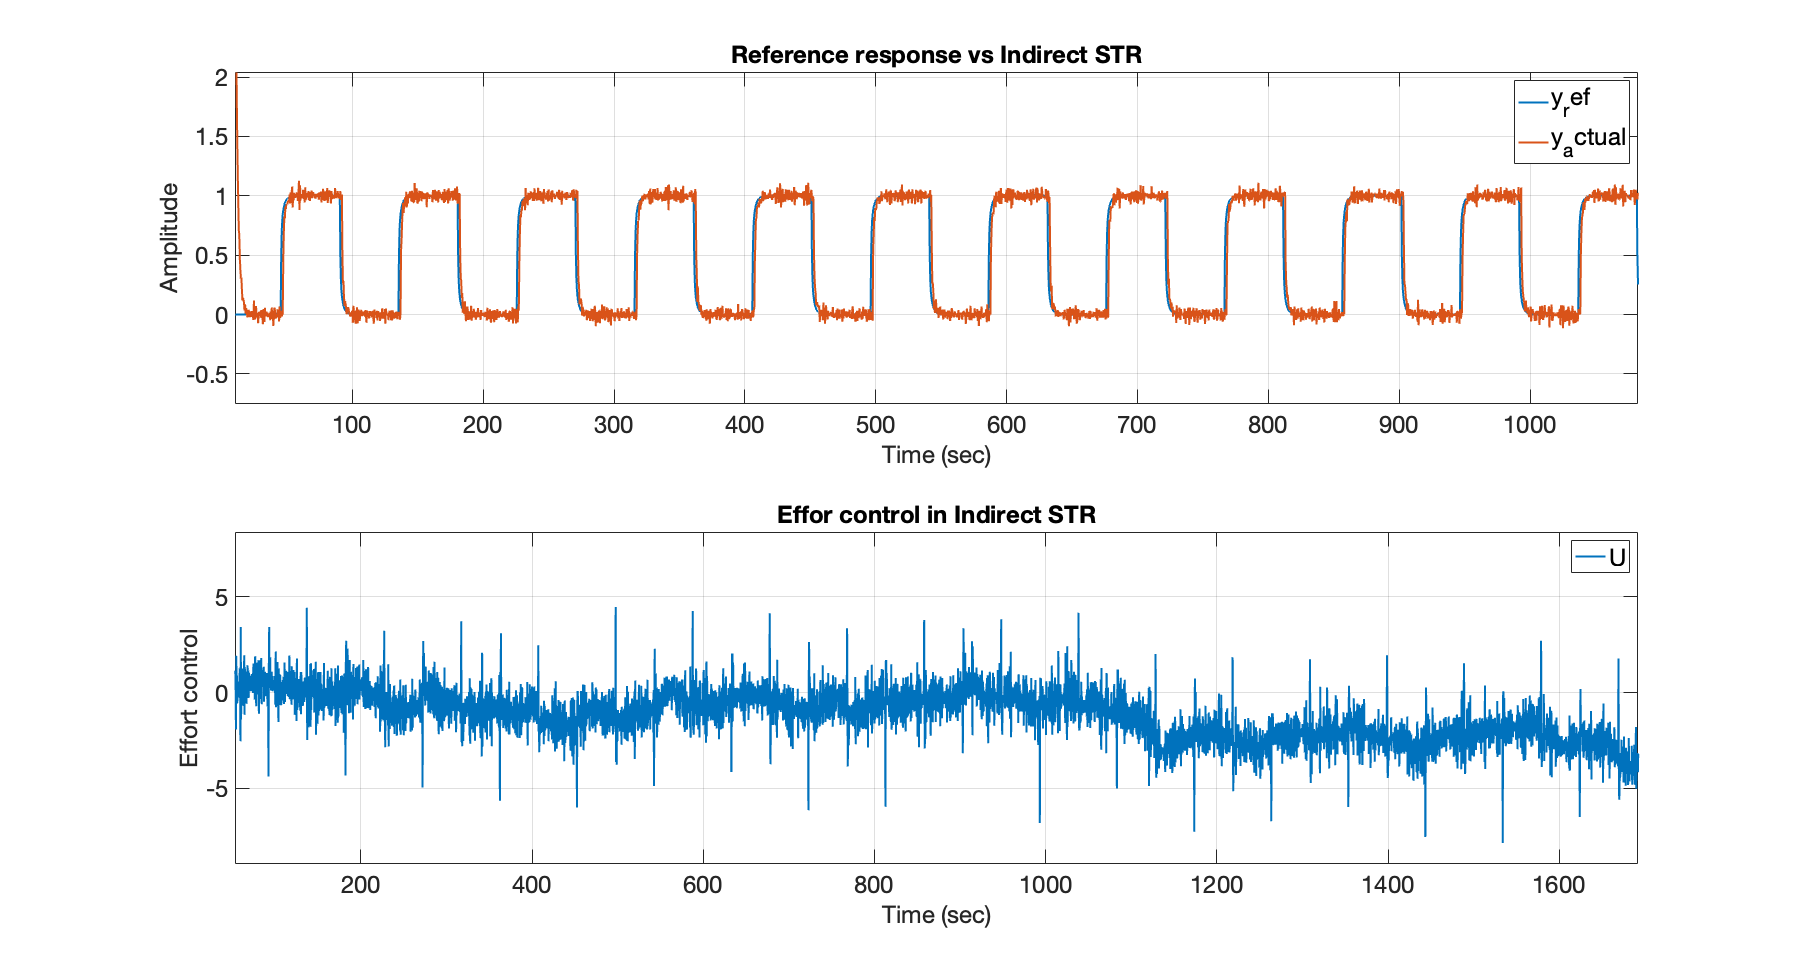 Reference response vs Indirect STR
2
1.5
1
0.5
0
-0.5
Amplitude
y_ref
y_actual
100 200 300 400 500 600 700 800 900 1000
Time (sec)
Effor control in Indirect STR
5
0
-5
Effort control
U
200 400 600 800 1000 1200 1400 1600
Time (sec)